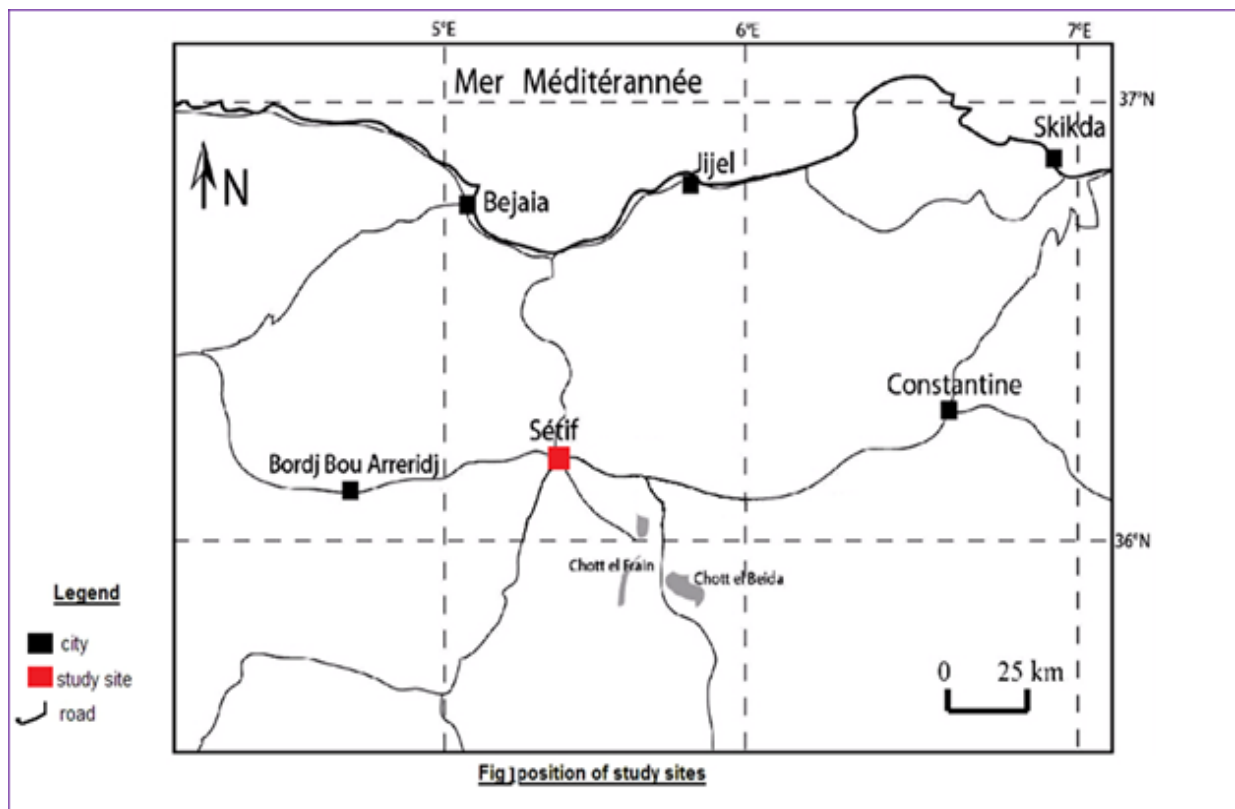 5°E 6°E 7°E
Mer Méditérannée
37°N
Skikda
Jijel
N
Bejaia
Constantine
Sétif
Bordj Bou Arreridj
36°N
Chott el Frain
Chott el Beida
Legend
city
study site
road
0 25 km
Fig 1 position of study sites